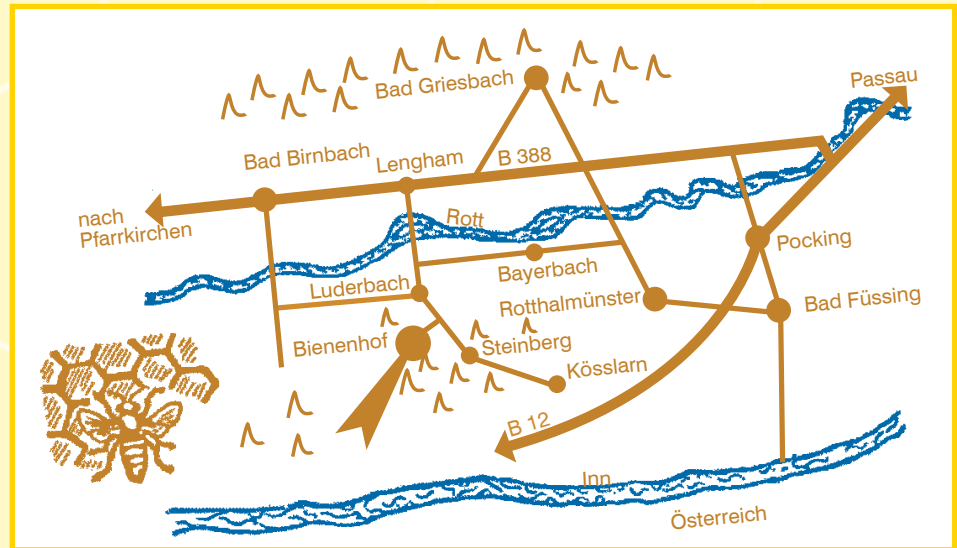 Passau
Bad Griesbach
Bad Birnbach
Lengham
B 388
nach
Pfarrkirchen
Rott
Pocking
Bayerbach
Luderbach
Rotthalmünster
Bad Füssing
Bienenhof
Steinberg
Kösslarn
B 12
Inn
Österreich